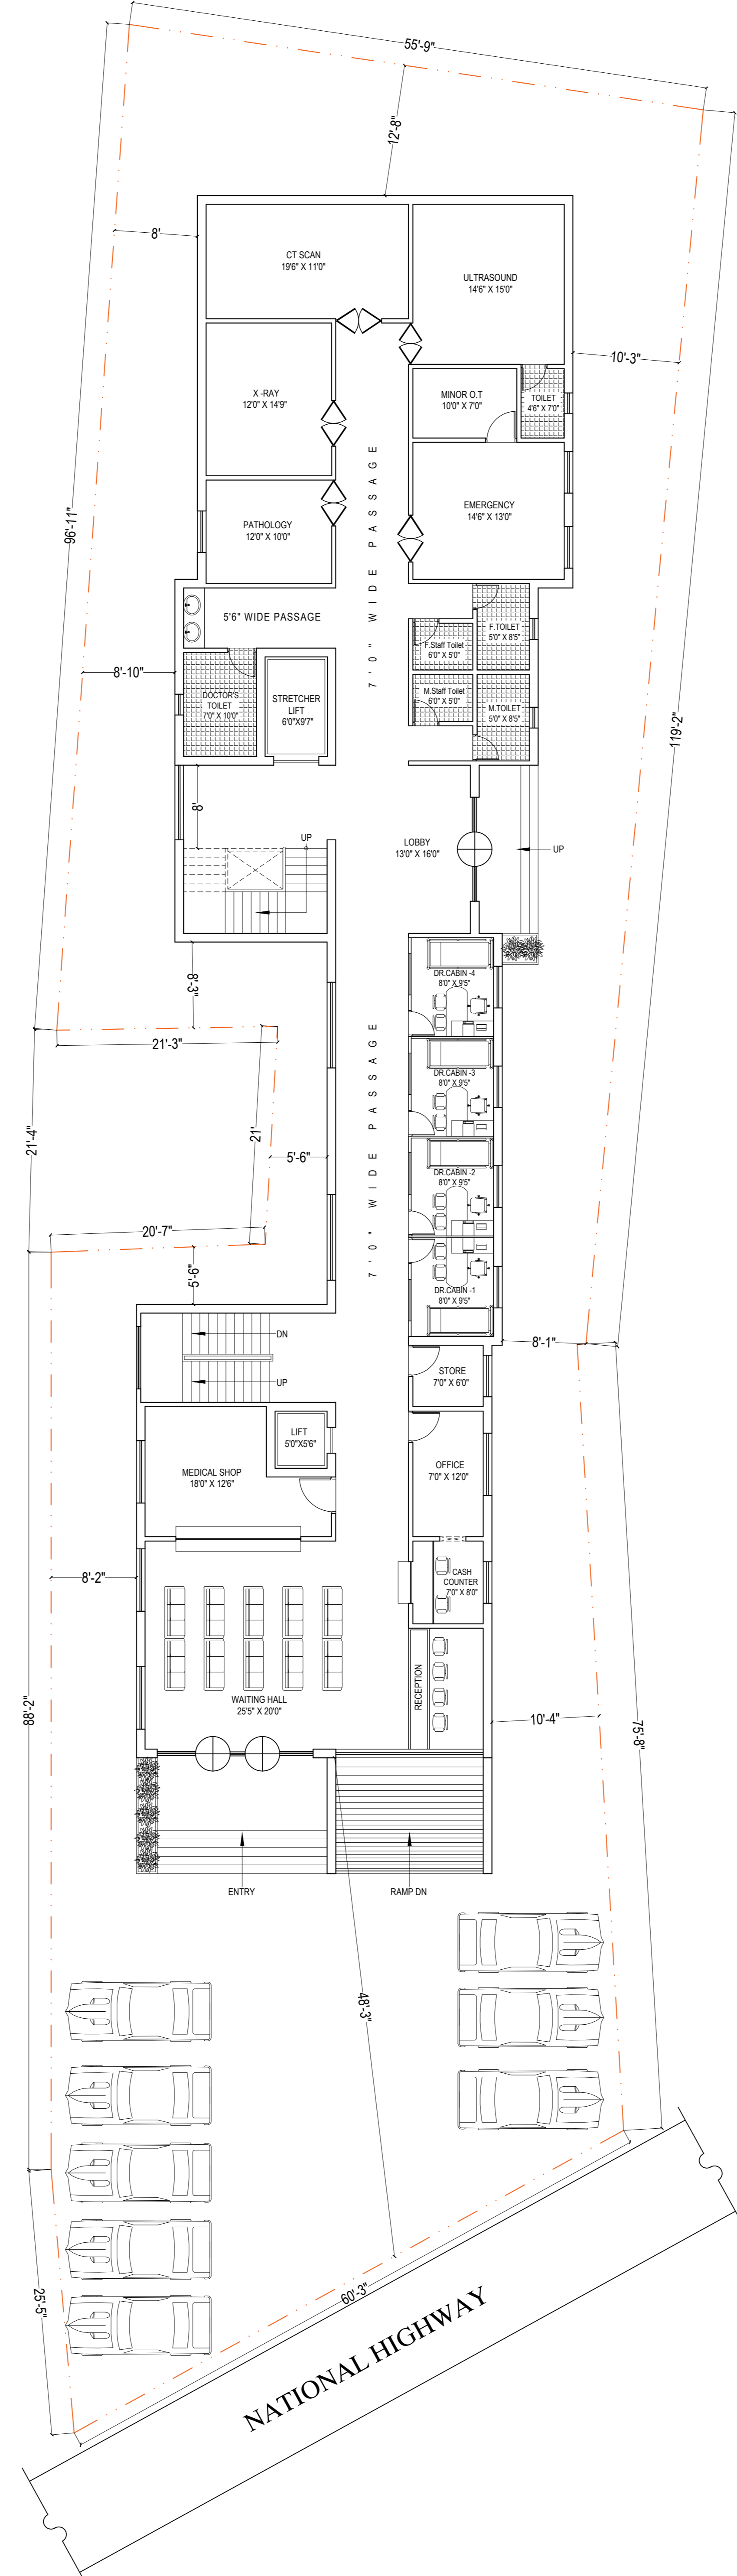 55'-9"
12'-8"
8'
CT SCAN
19'6" X 11'0"
ULTRASOUND
14'6" X 15'0"
10'-3"
X -RAY
12'0" X 14'9"
MINOR O.T
10'0" X 7'0"
TOILET
4'6" X 7'0"
7'0" WIDE PASSAGE
96'-11"
PATHOLOGY
12'0" X 10'0"
EMERGENCY
14'6" X 13'0"
5'6" WIDE PASSAGE
F.TOILET
5'0" X 8'5"
F.Staff Toilet
6'0" X 5'0"
8'-10"
DOCTOR'S
TOILET
7'0" X 10'0"
STRETCHER
LIFT
6'0"X9'7"
M.Staff Toilet
6'0" X 5'0"
M.TOILET
5'0" X 8'5"
119'-2"
8'
UP
LOBBY
13'0" X 16'0"
UP
8'-3"
DR.CABIN -4
8'0" X 9'5"
21'-3"
7'0" WIDE PASSAGE
DR.CABIN -3
8'0" X 9'5"
21'-4"
21'
5'-6"
DR.CABIN -2
8'0" X 9'5"
20'-7"
5'-6"
DR.CABIN -1
8'0" X 9'5"
DN
8'-1"
UP
STORE
7'0" X 6'0"
LIFT
5'0"X5'6"
MEDICAL SHOP
18'0" X 12'6"
OFFICE
7'0" X 12'0"
8'-2"
CASH
COUNTER
7'0" X 8'0"
WAITING HALL
25'5" X 20'0"
RECEPTION
88'-2"
10'-4"
75'-8"
ENTRY
RAMP DN
48'-3"
25'-5"
60'-3"
NATIONAL HIGHWAY